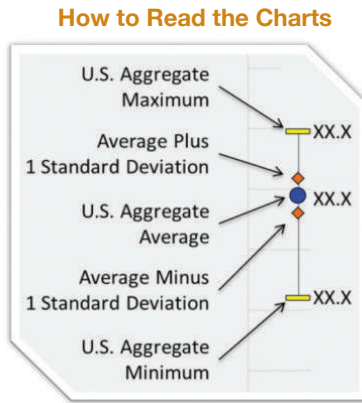 How to Read the Charts
U.S. Aggregate
Maximum
XX.X
Average Plus
1 Standard Deviation
XX.X
U.S. Aggregate
Average
Average Minus
1 Standard Deviation
XX.X
U.S. Aggregate
Minimum